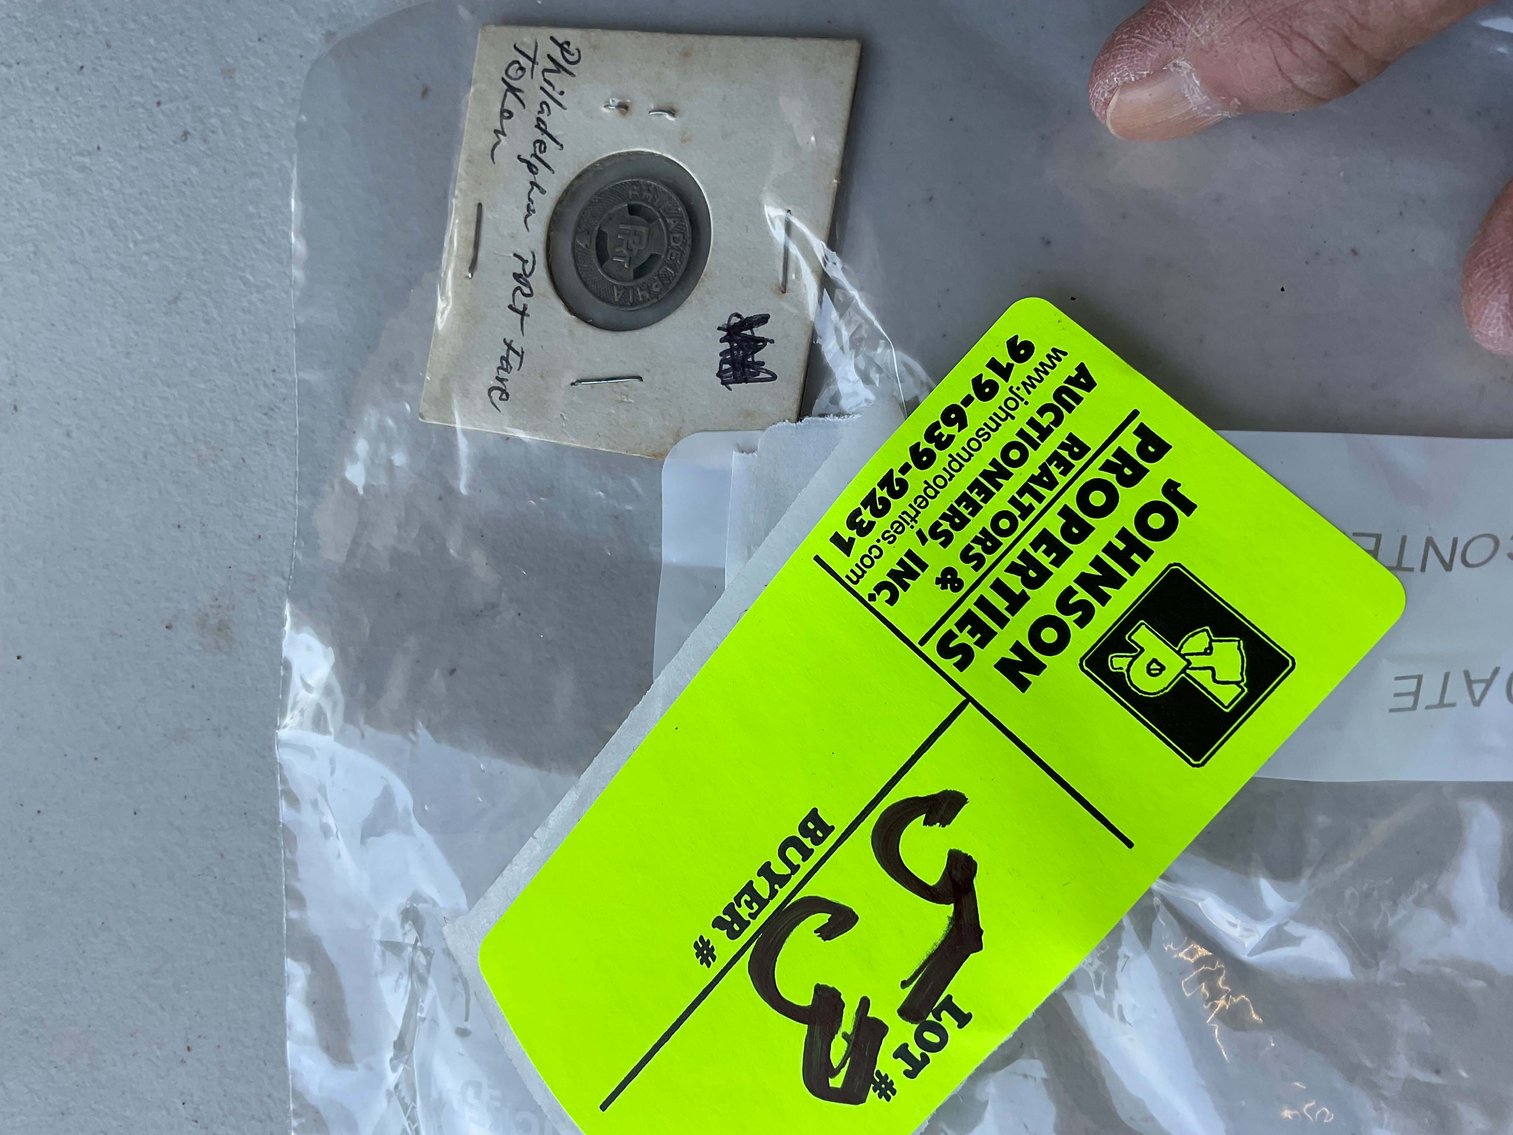 Philadelphia PRT Fare
Token
PHILADELPHIA
PRT
JOHNSON
PROPERTIES
REALTORS &
AUCTIONEERS, INC.
www.johnsonproperties.com
919-639-2231
LOT #
53
BUYER #
CONTE
DATE